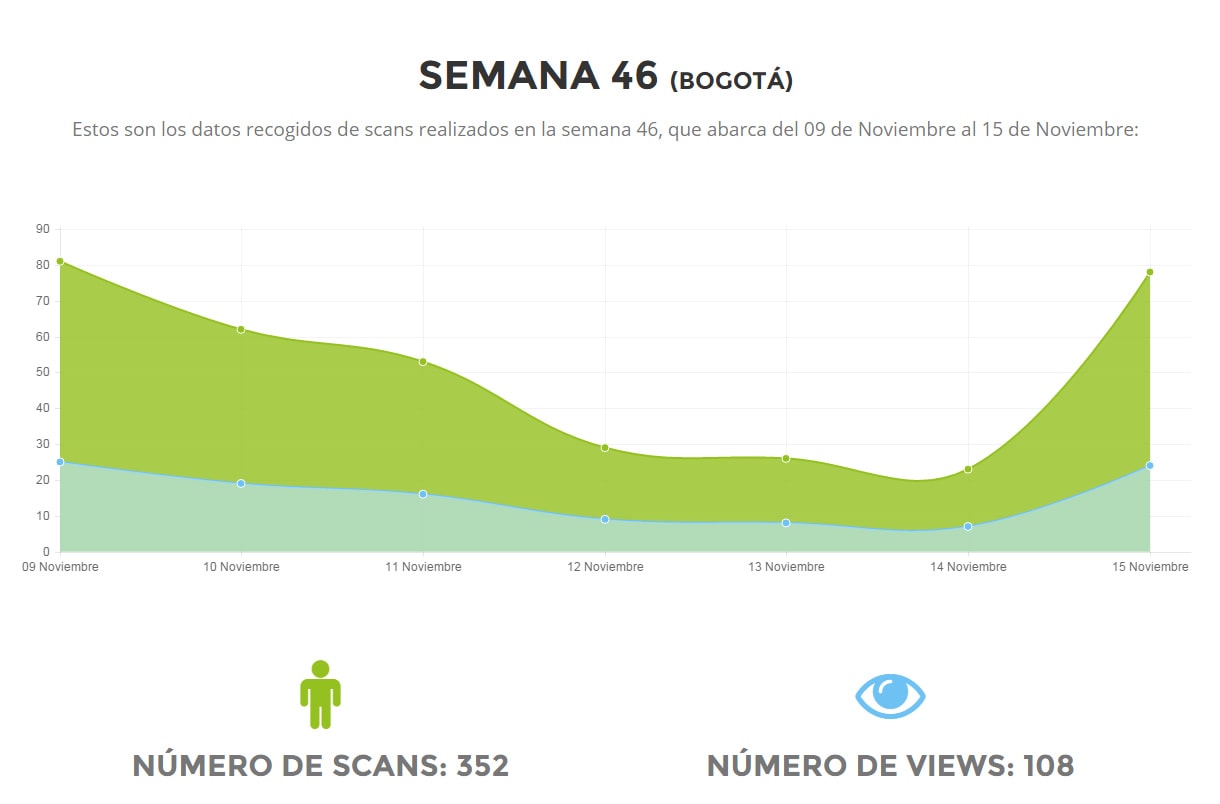 SEMANA 46 (BOGOTÁ)
Estos son los datos recogidos de scans realizados en la semana 46, que abarca del 09 de Noviembre al 15 de Noviembre:
90
80
70
60
50
40
30
20
10
0
09 Noviembre 10 Noviembre 11 Noviembre 12 Noviembre 13 Noviembre 14 Noviembre 15 Noviembre
NÚMERO DE SCANS: 352 NÚMERO DE VIEWS: 108